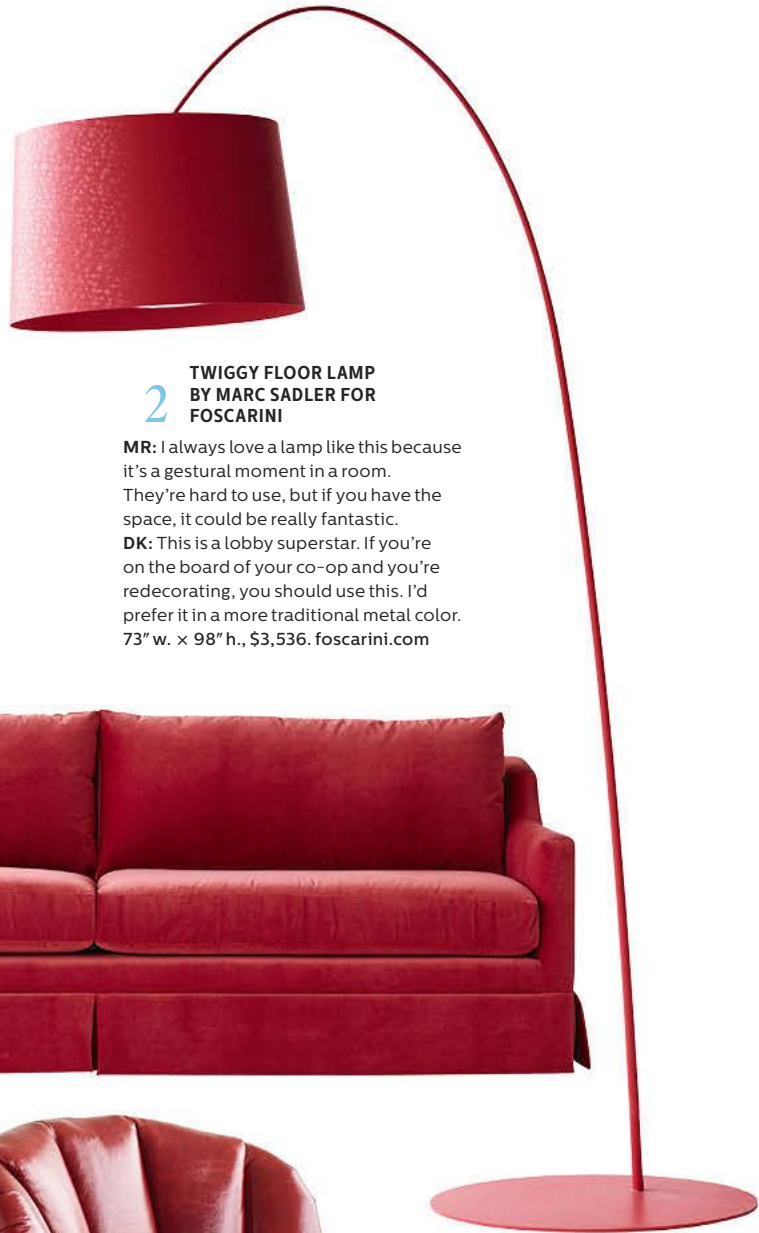 2
TWIGGY FLOOR LAMP
BY MARC SADLER FOR
FOSCARINI
MR: I always love a lamp like this because
it’s a gestural moment in a room.
They’re hard to use, but if you have the
space, it could be really fantastic.
DK: This is a lobby superstar. If you’re
on the board of your co-op and you’re
redecorating, you should use this. I’d
prefer it in a more traditional metal color.
73″ w. × 98″ h., $3,536. foscarini.com